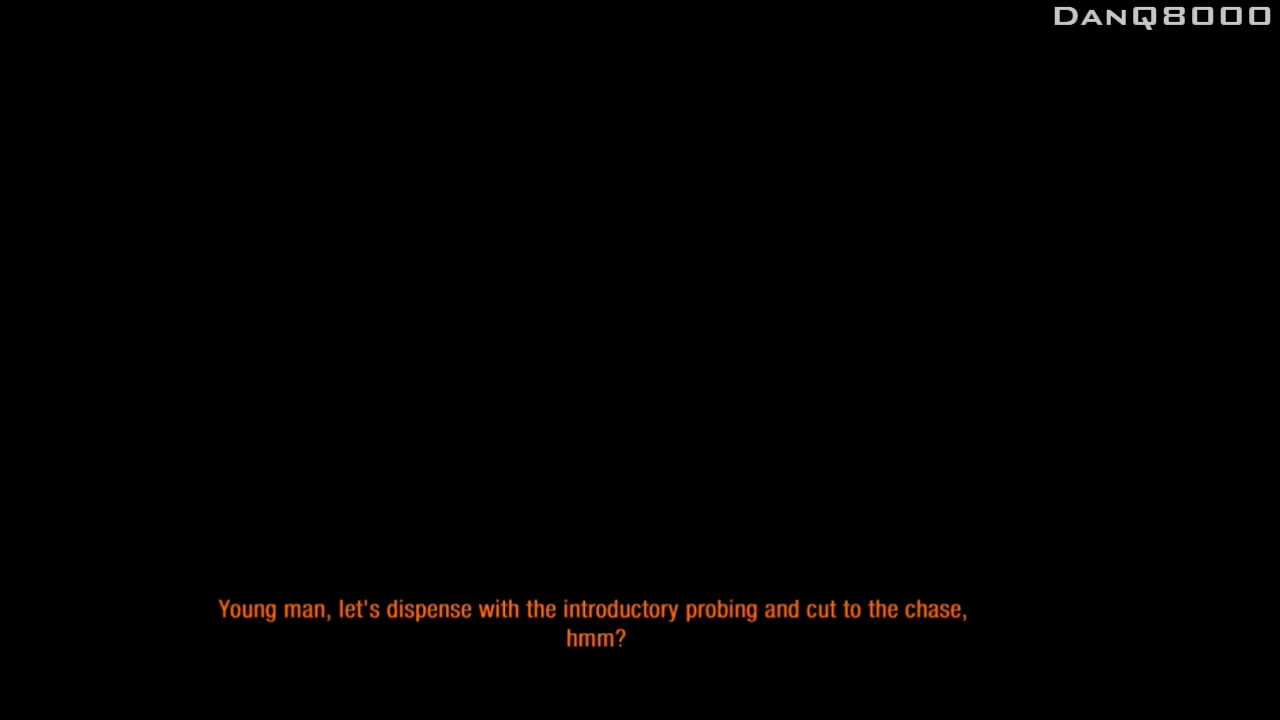 DanQ8000
Young man, let's dispense with the introductory probing and cut to the chase,
hmm?